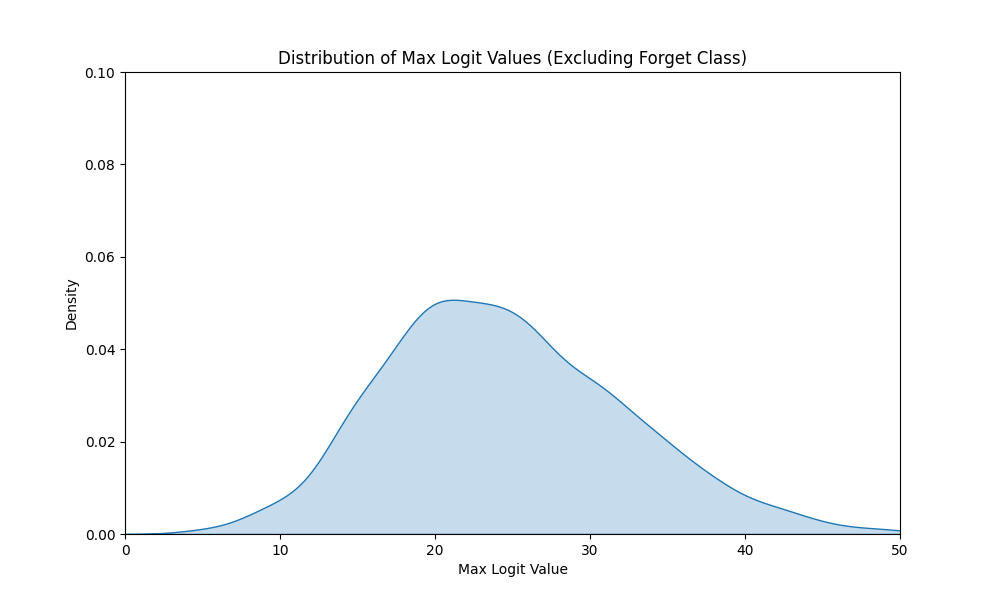 Distribution of Max Logit Values (Excluding Forget Class)
0.10
0.08
0.06
0.04
0.02
0.00
Density
0 10 20 30 40 50
Max Logit Value